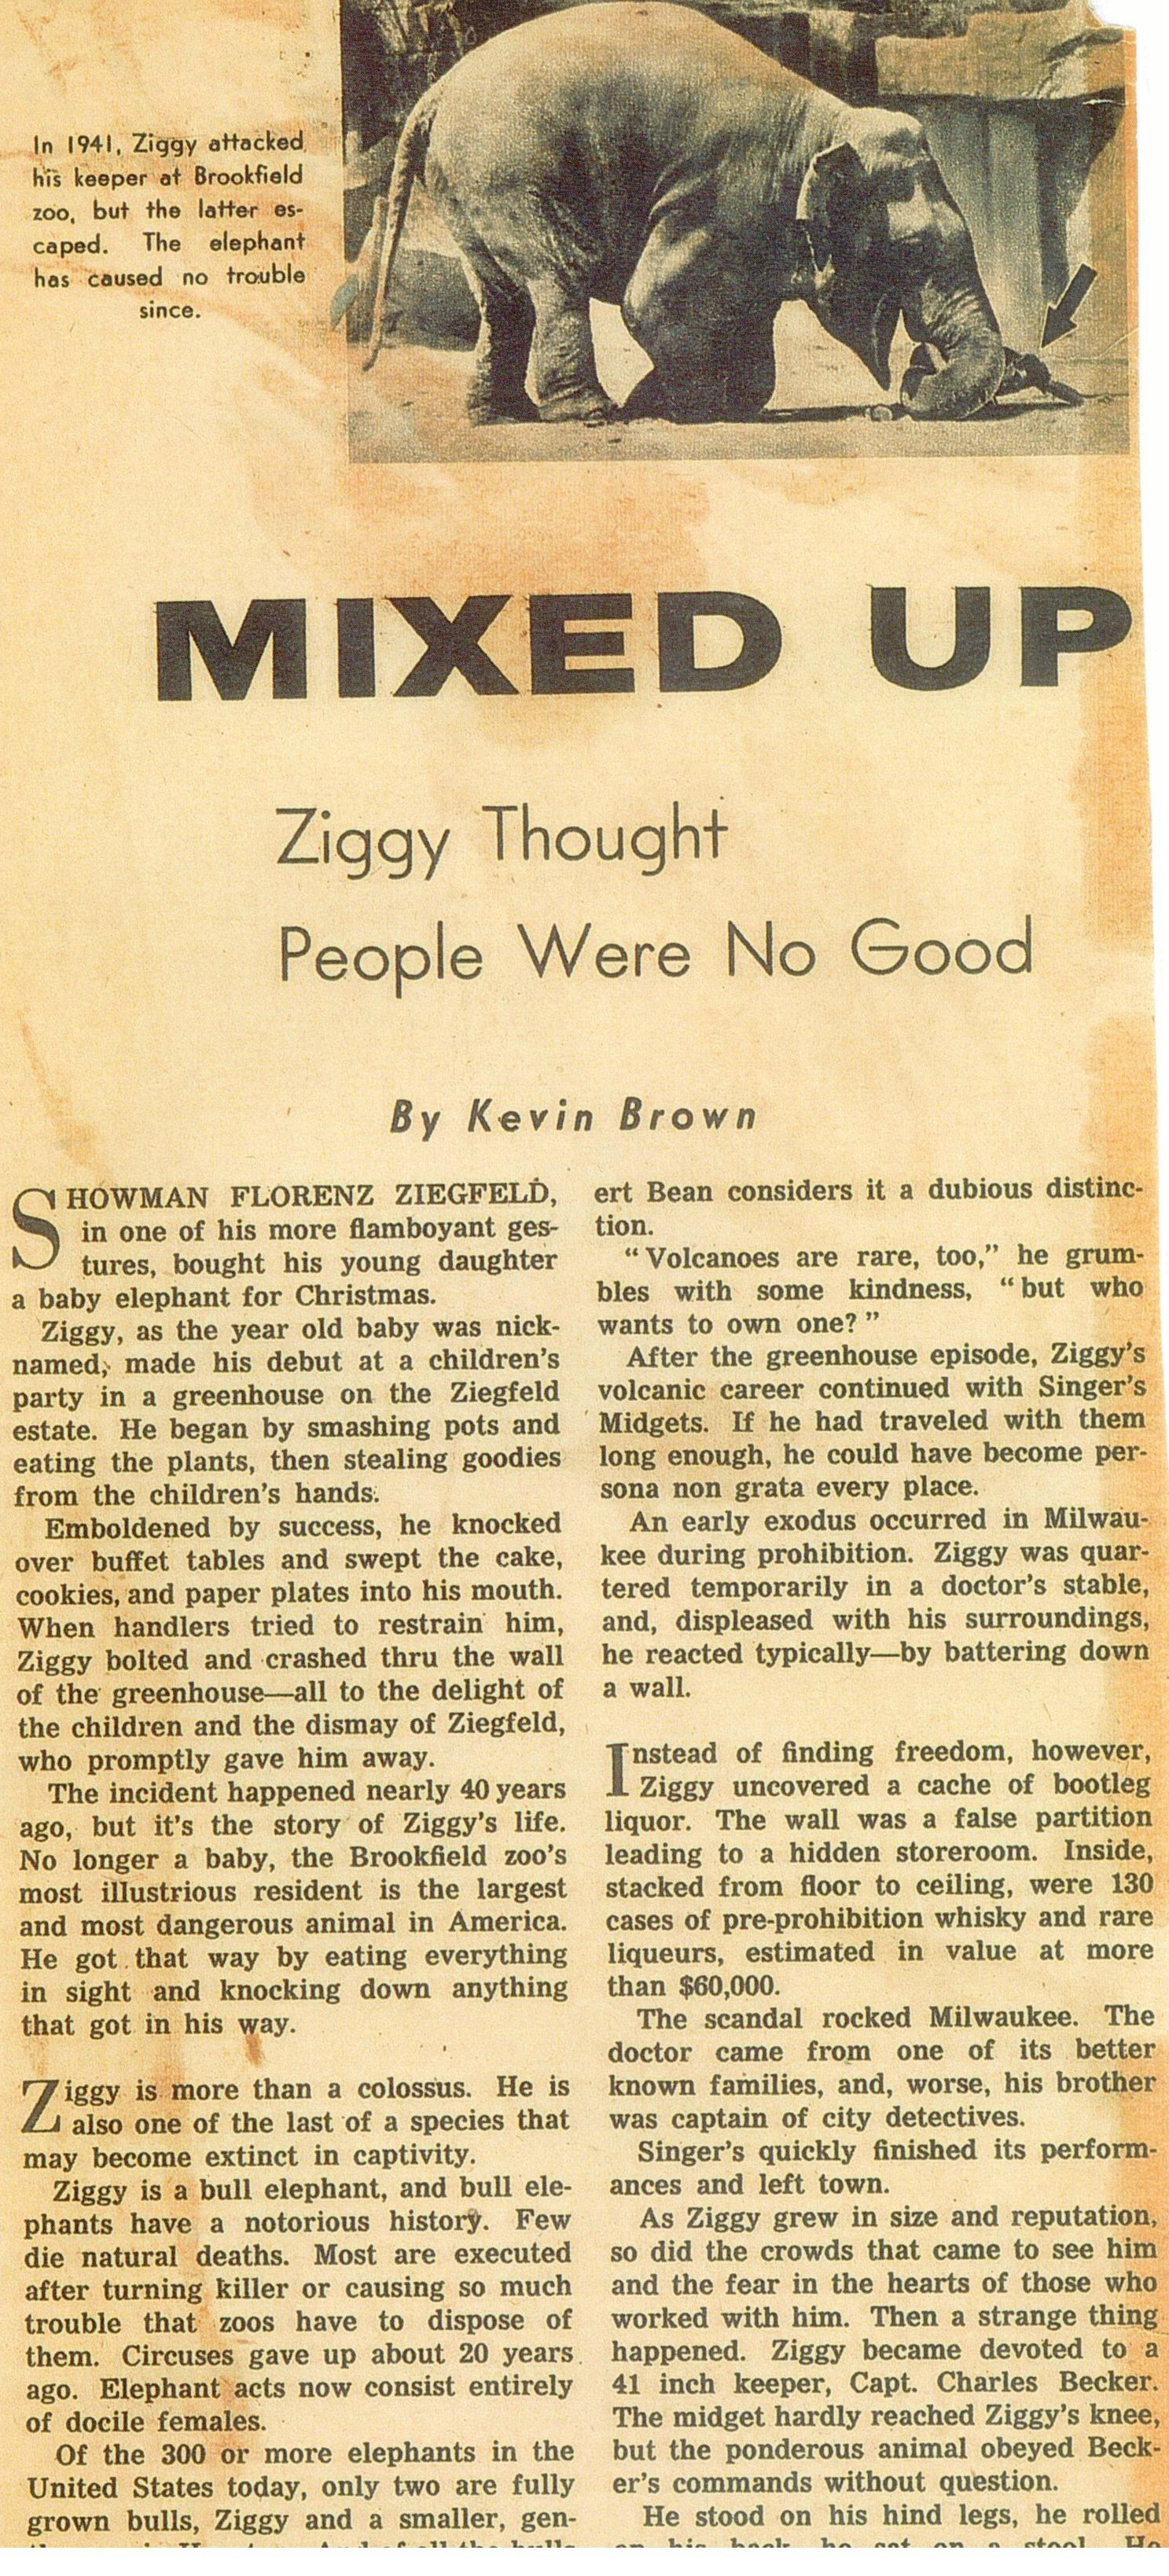 In 1941, Ziggy attacked
his keeper at Brookfield
zoo, but the latter es-
caped. The elephant
has caused no trouble
since.
MIXED UP
Ziggy Thought
People Were No Good
By Kevin Brown
SHOWMAN FLORENZ ZIEGFELD,
in one of his more flamboyant ges-
tures, bought his young daughter
a baby elephant for Christmas.
Ziggy, as the year old baby was nick-
named, made his debut at a children's
party in a greenhouse on the Ziegfeld
estate. He began by smashing pots and
eating the plants, then stealing goodies
from the children's hands.
Emboldened by success, he knocked
over buffet tables and swept the cake,
cookies, and paper plates into his mouth.
When handlers tried to restrain him,
Ziggy bolted and crashed thru the wall
of the greenhouse—all to the delight of
the children and the dismay of Ziegfeld,
who promptly gave him away.
The incident happened nearly 40 years
ago, but it's the story of Ziggy's life.
No longer a baby, the Brookfield zoo's
most illustrious resident is the largest
and most dangerous animal in America.
He got that way by eating everything
in sight and knocking down anything
that got in his way.
Ziggy is more than a colossus. He is
also one of the last of a species that
may become extinct in captivity.
Ziggy is a bull elephant, and bull ele-
phants have a notorious history. Few
die natural deaths. Most are executed
after turning killer or causing so much
trouble that zoos have to dispose of
them. Circuses gave up about 20 years
ago. Elephant acts now consist entirely
of docile females.
Of the 300 or more elephants in the
United States today, only two are fully
grown bulls, Ziggy and a smaller, gen-
ert Bean considers it a dubious distinc-
tion.
"Volcanoes are rare, too," he grum-
bles with some kindness, "but who
wants to own one?"
After the greenhouse episode, Ziggy's
volcanic career continued with Singer's
Midgets. If he had traveled with them
long enough, he could have become per-
sona non grata every place.
An early exodus occurred in Milwau-
kee during prohibition. Ziggy was quar-
tered temporarily in a doctor's stable,
and, displeased with his surroundings,
he reacted typically—by battering down
a wall.
Instead of finding freedom, however,
Ziggy uncovered a cache of bootleg
liquor. The wall was a false partition
leading to a hidden storeroom. Inside,
stacked from floor to ceiling, were 130
cases of pre-prohibition whisky and rare
liqueurs, estimated in value at more
than $60,000.
The scandal rocked Milwaukee. The
doctor came from one of its better
known families, and, worse, his brother
was captain of city detectives.
Singer's quickly finished its perform-
ances and left town.
As Ziggy grew in size and reputation,
so did the crowds that came to see him
and the fear in the hearts of those who
worked with him. Then a strange thing
happened. Ziggy became devoted to a
41 inch keeper, Capt. Charles Becker.
The midget hardly reached Ziggy's knee,
but the ponderous animal obeyed Beck-
er's commands without question.
He stood on his hind legs, he rolled
on his back, he sat on a stool. He